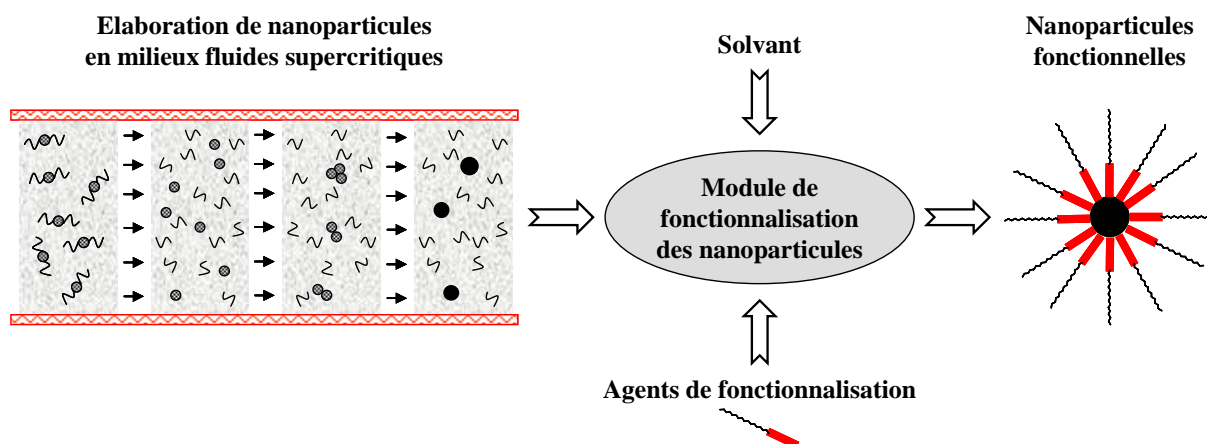 Elaboration de nanoparticules
en milieux fluides supercritiques
Solvant
Nanoparticules
fonctionnelles
Module de
fonctionnalisation
des nanoparticules
Agents de fonctionnalisation